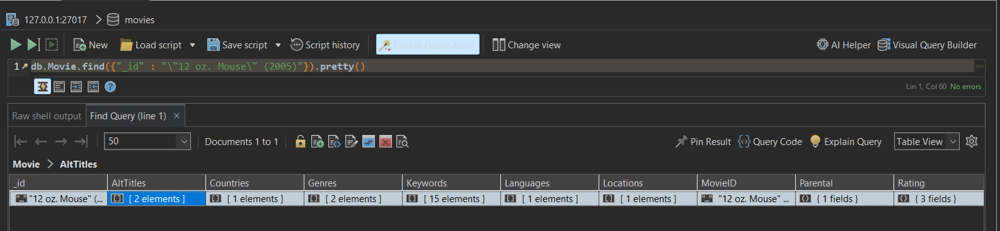 127.0.0.1:27017 > movies
New Load script Save script Script history Enable Query Assist Change view AI Helper Visual Query Builder
1 db.Movie.find({"_id" : "\"12 oz. Mouse\" (2005)"}).pretty()
Lin 1, Col 60 No errors
Raw shell output Find Query (line 1) ×
50 Documents 1 to 1 Pin Result Query Code Explain Query Table View
Movie > AltTitles
_id AltTitles Countries Genres Keywords Languages Locations MovieID Parental Rating
"12 oz. Mouse" (... [ 2 elements ] [ 1 elements ] [ 2 elements ] [ 15 elements ] [ 1 elements ] [ 1 elements ] "12 oz. Mouse" ... { 1 fields } { 3 fields }